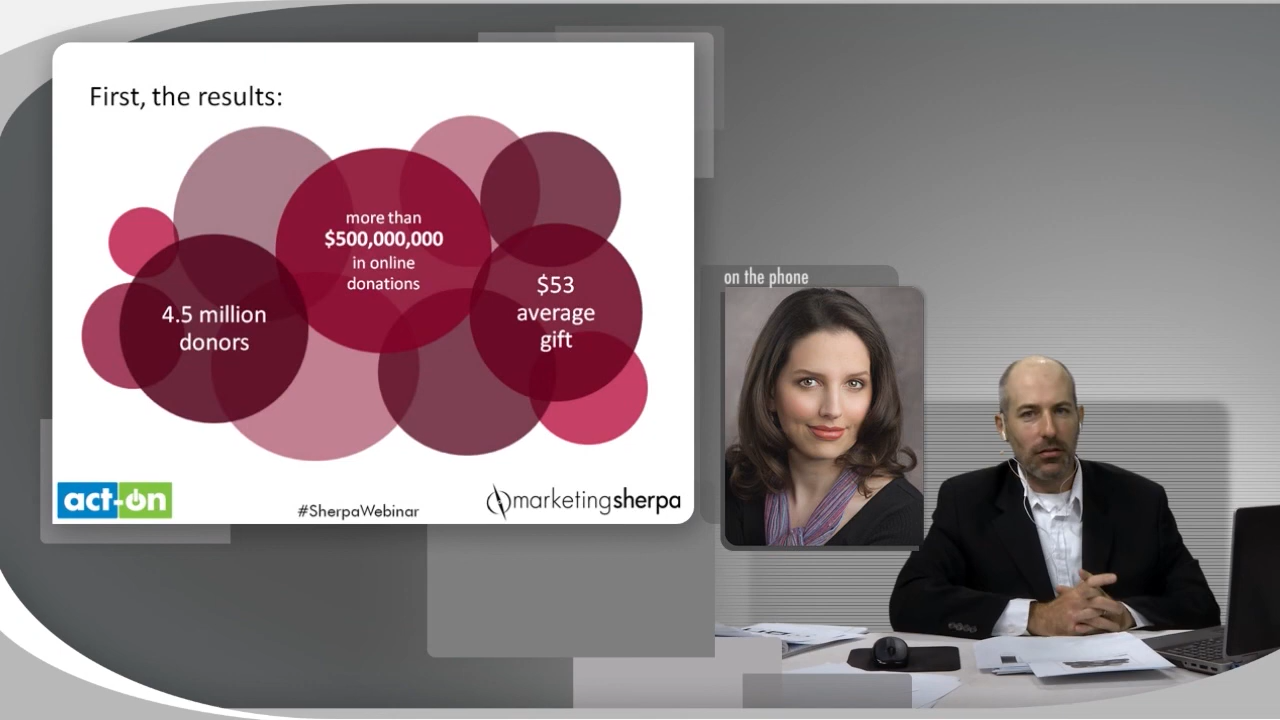 First, the results:
more than
$500,000,000
in online
donations
4.5 million
donors
$53
average
gift
act-on
#SherpaWebinar
marketingsherpa
on the phone